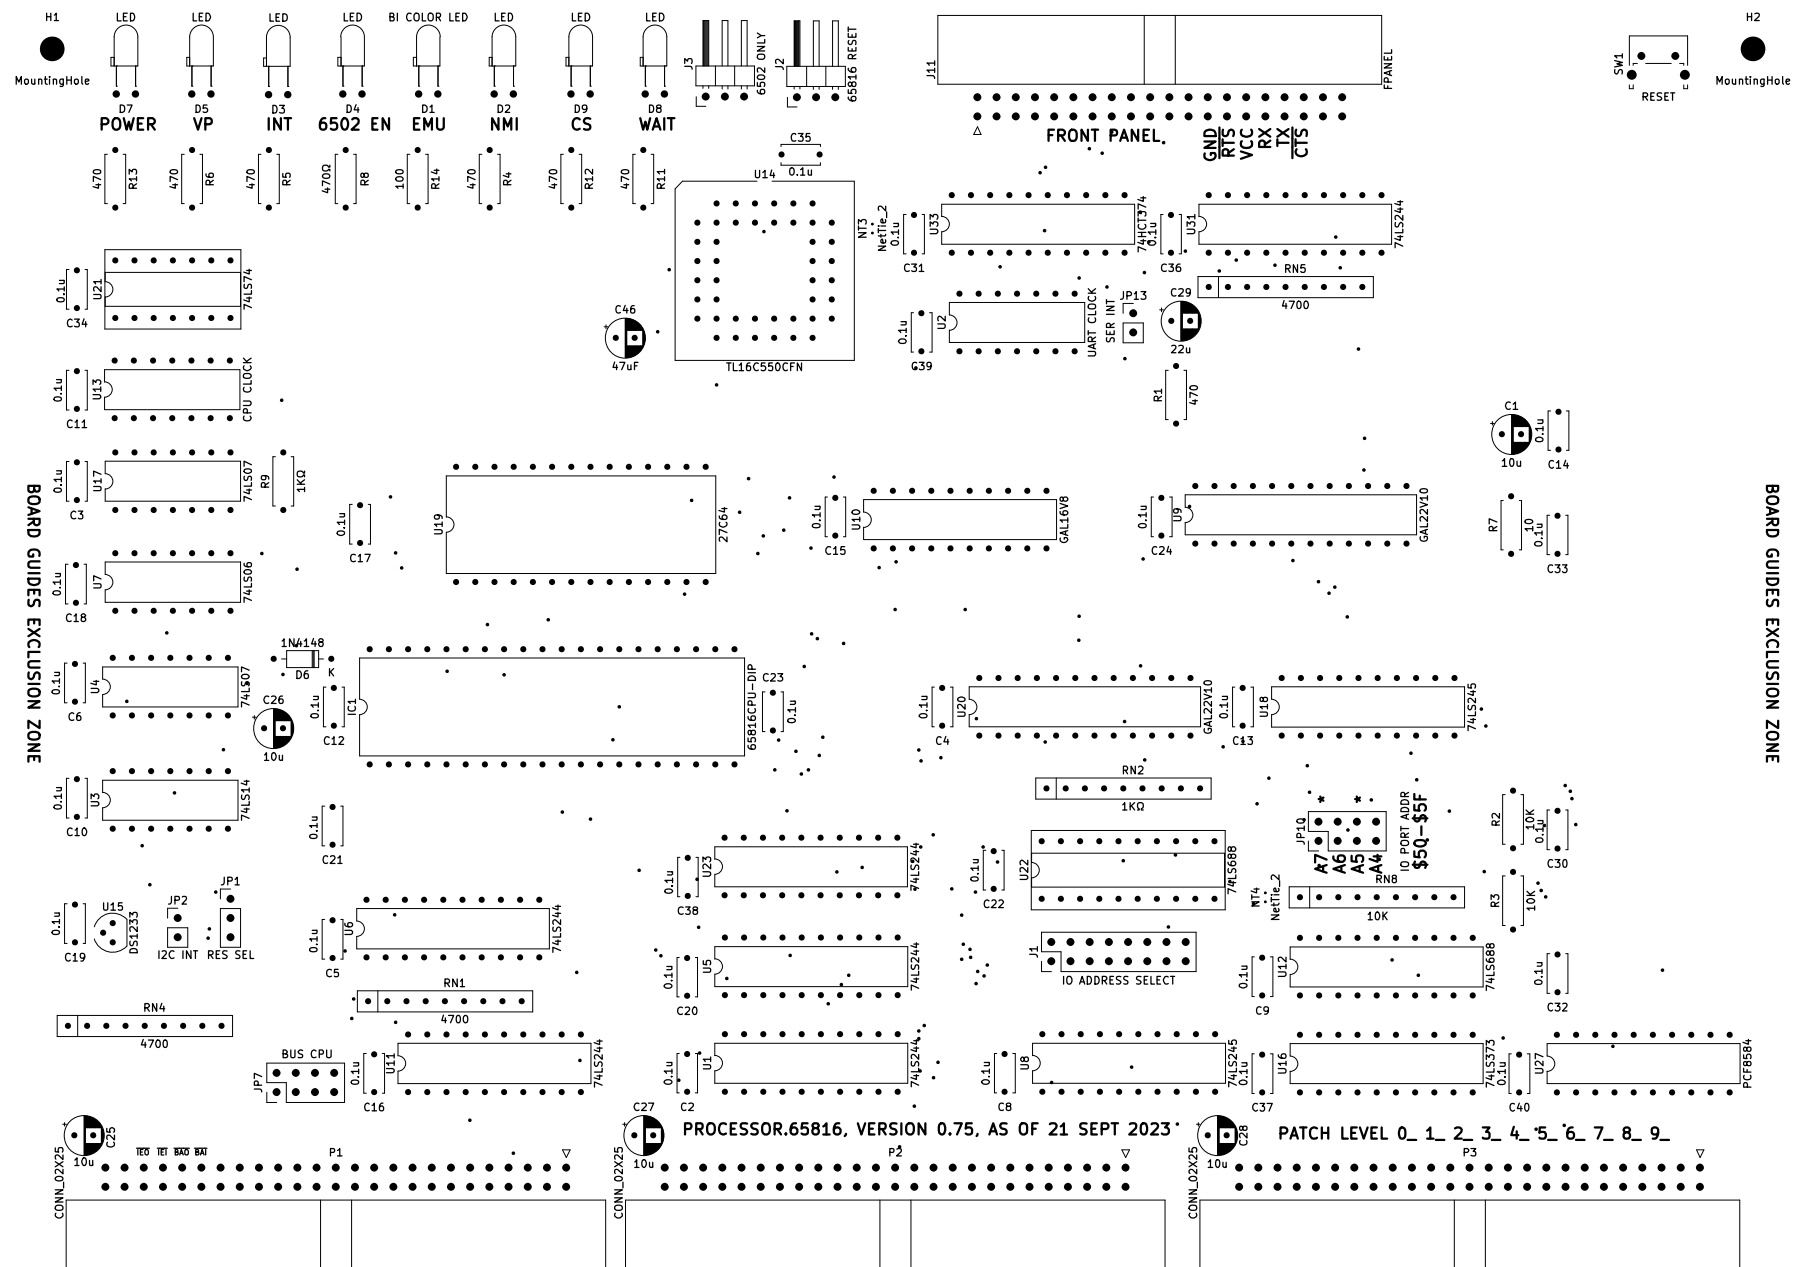 H1
LED
LED
LED
LED
BI COLOR LED
LED
LED
LED
H2
MountingHole
J3
6502 ONLY
J2
65816 RESET
J11
FPANEL
SW1
RESET
MountingHole
D7
D5
D3
D4
D1
D2
D9
D8
POWER
VP
INT
6502 EN
EMU
NMI
CS
WAIT
FRONT PANEL
GND
RTS
VCC
RX
TX
CTS
C35
0.1u
470
R13
470
R6
470
R5
470Ω
R8
100
R14
470
R4
470
R12
470
R11
U14
TL16C550CFN
NT3
NetTie_2
0.1u
C31
U33
74HCT374
0.1u
C36
U31
74LS244
RN5
4700
0.1u
C34
U21
74LS74
C46
47uF
0.1u
C39
U2
UART CLOCK
JP13
SER INT
C29
22u
R1
470
0.1u
C11
U13
CPU CLOCK
C1
10u
0.1u
C14
0.1u
C3
U17
74LS07
R9
1KΩ
BOARD GUIDES EXCLUSION ZONE
BOARD GUIDES EXCLUSION ZONE
0.1u
C17
U19
27C64
0.1u
C15
U10
GAL16V8
0.1u
C24
U9
GAL22V10
R7
10
0.1u
C33
0.1u
C18
U7
74LS06
1N4148
D6
K
0.1u
C6
U4
74LS07
C26
10u
0.1u
C12
IC1
65816CPU-DIP
C23
0.1u
0.1u
C4
U20
GAL22V10
0.1u
C13
U18
74LS245
0.1u
C10
U3
74LS14
0.1u
C21
RN2
1KΩ
JP10
* *
A7
A6
A5
A4
IO PORT ADDR
$50-$5F
R2
10K
0.1u
C30
0.1u
C38
U23
74LS244
0.1u
C22
U22
74LS688
NT4
NetTie_2
RN8
10K
R3
10K
0.1u
C19
U15
DS1233
JP2
I2C INT
JP1
RES SEL
0.1u
C5
U6
74LS244
0.1u
C20
U5
74LS244
J1
IO ADDRESS SELECT
0.1u
C9
U12
74LS688
0.1u
C32
RN4
4700
RN1
4700
BUS CPU
JP7
0.1u
C16
U11
74LS244
0.1u
C2
U1
74LS244
0.1u
C8
U8
74LS245
0.1u
C37
U16
74LS373
0.1u
C40
U27
PCF8584
C25
10u
C27
10u
PROCESSOR.65816, VERSION 0.75, AS OF 21 SEPT 2023
C28
10u
PATCH LEVEL 0_ 1_ 2_ 3_ 4_ 5_ 6_ 7_ 8_ 9_
IEO
IEI
BAO
BAI
P1
P2
P3
CONN_02X25
CONN_02X25
CONN_02X25